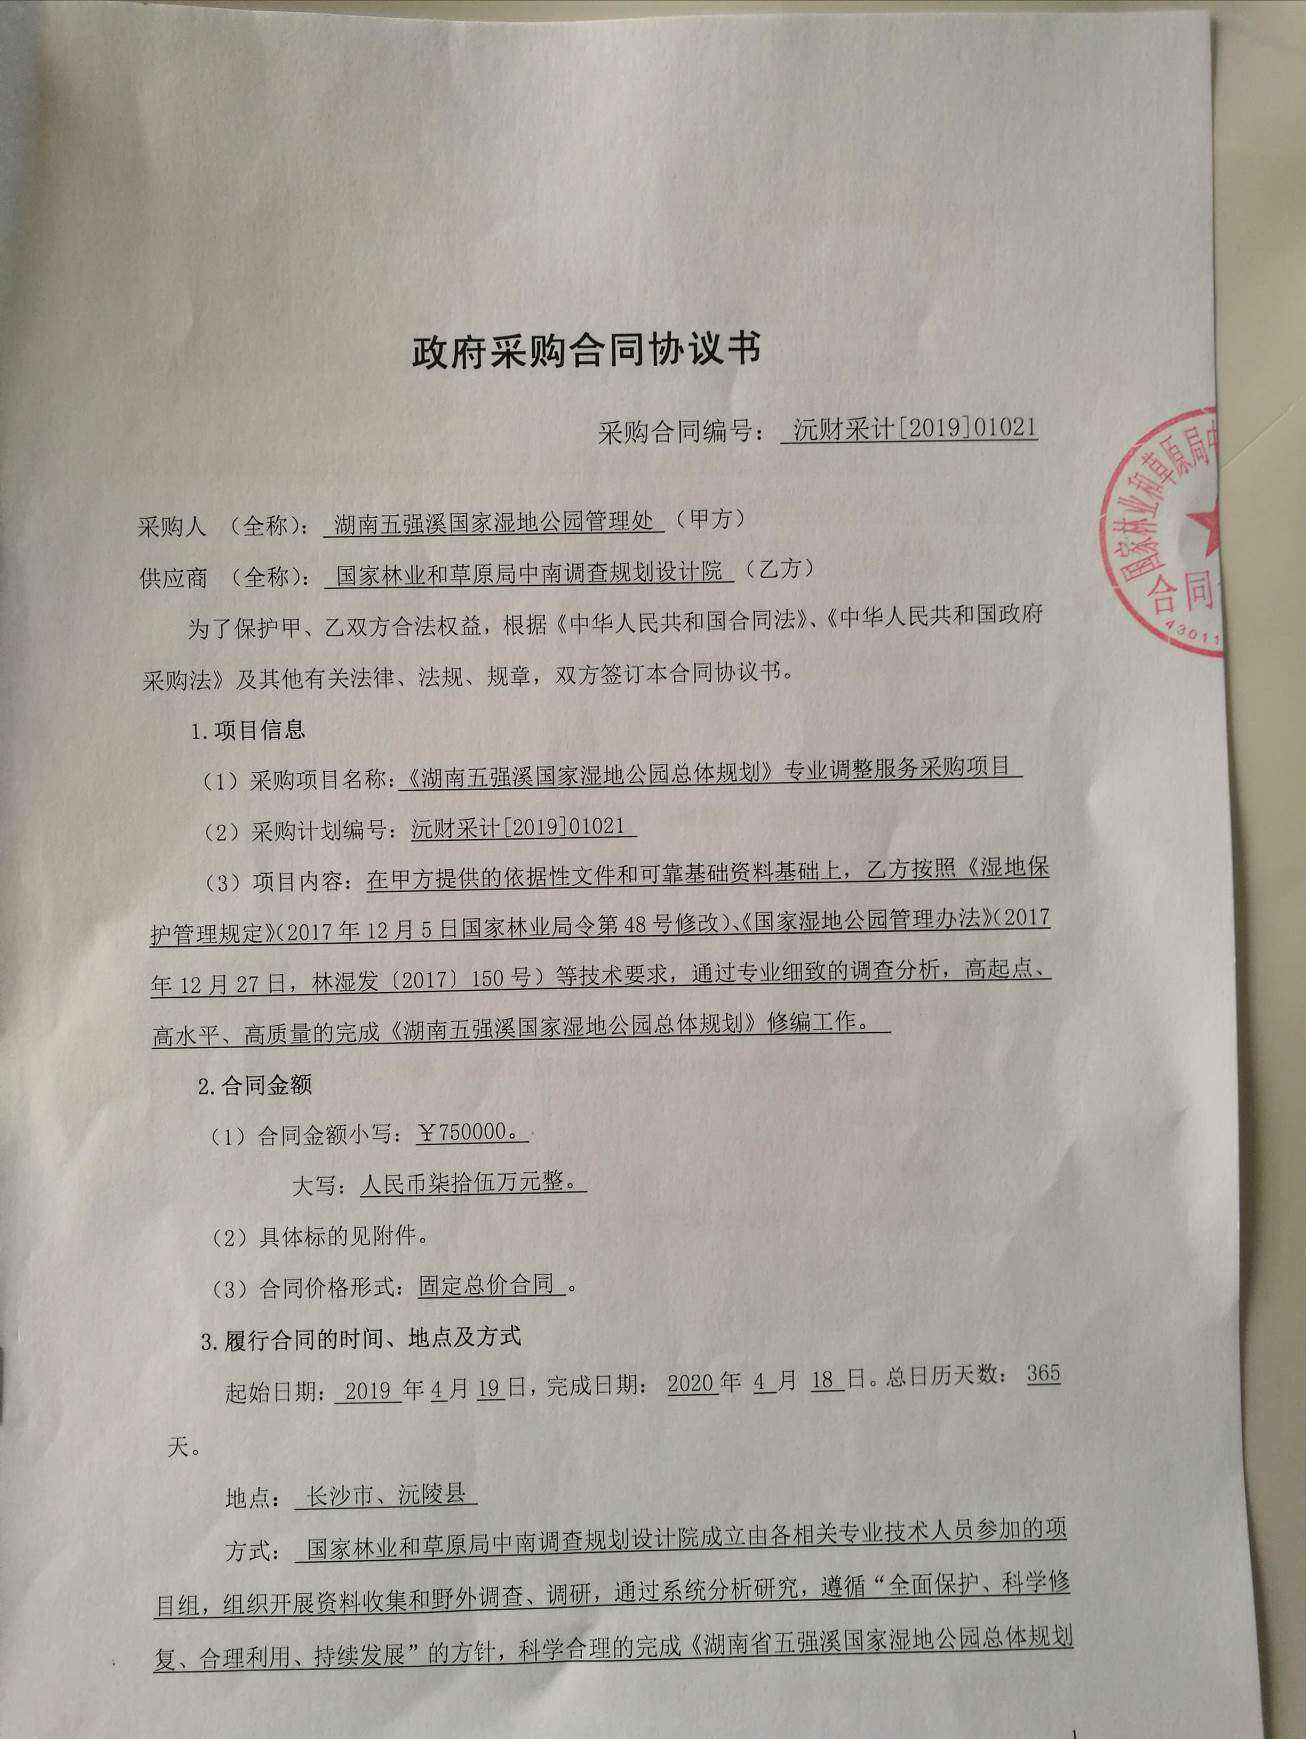 政府采购合同协议书
采购合同编号：沅财采计[2019]01021
国家林业和草原局中
合同
43011
采购人（全称）：湖南五强溪国家湿地公园管理处（甲方）
供应商（全称）：国家林业和草原局中南调查规划设计院（乙方）
为了保护甲、乙双方合法权益，根据《中华人民共和国合同法》、《中华人民共和国政府
采购法》及其他有关法律、法规、规章，双方签订本合同协议书。
1.项目信息
（1）采购项目名称：《湖南五强溪国家湿地公园总体规划》专业调整服务采购项目
（2）采购计划编号：沅财采计[2019]01021
（3）项目内容：在甲方提供的依据性文件和可靠基础资料基础上，乙方按照《湿地保
护管理规定》（2017年12月5日国家林业局令第48号修改）、《国家湿地公园管理办法》（2017
年12月27日，林湿发〔2017〕150号）等技术要求，通过专业细致的调查分析，高起点、
高水平、高质量的完成《湖南五强溪国家湿地公园总体规划》修编工作。
2.合同金额
（1）合同金额小写：￥750000。
大写：人民币柒拾伍万元整。
（2）具体标的见附件。
（3）合同价格形式：固定总价合同。
3.履行合同的时间、地点及方式
起始日期：2019年4月19日，完成日期：2020年4月18日。总日历天数：365
天。
地点：长沙市、沅陵县
方式：国家林业和草原局中南调查规划设计院成立由各相关专业技术人员参加的项
目组，组织开展资料收集和野外调查、调研，通过系统分析研究，遵循“全面保护、科学修
复、合理利用、持续发展”的方针，科学合理的完成《湖南省五强溪国家湿地公园总体规划
1